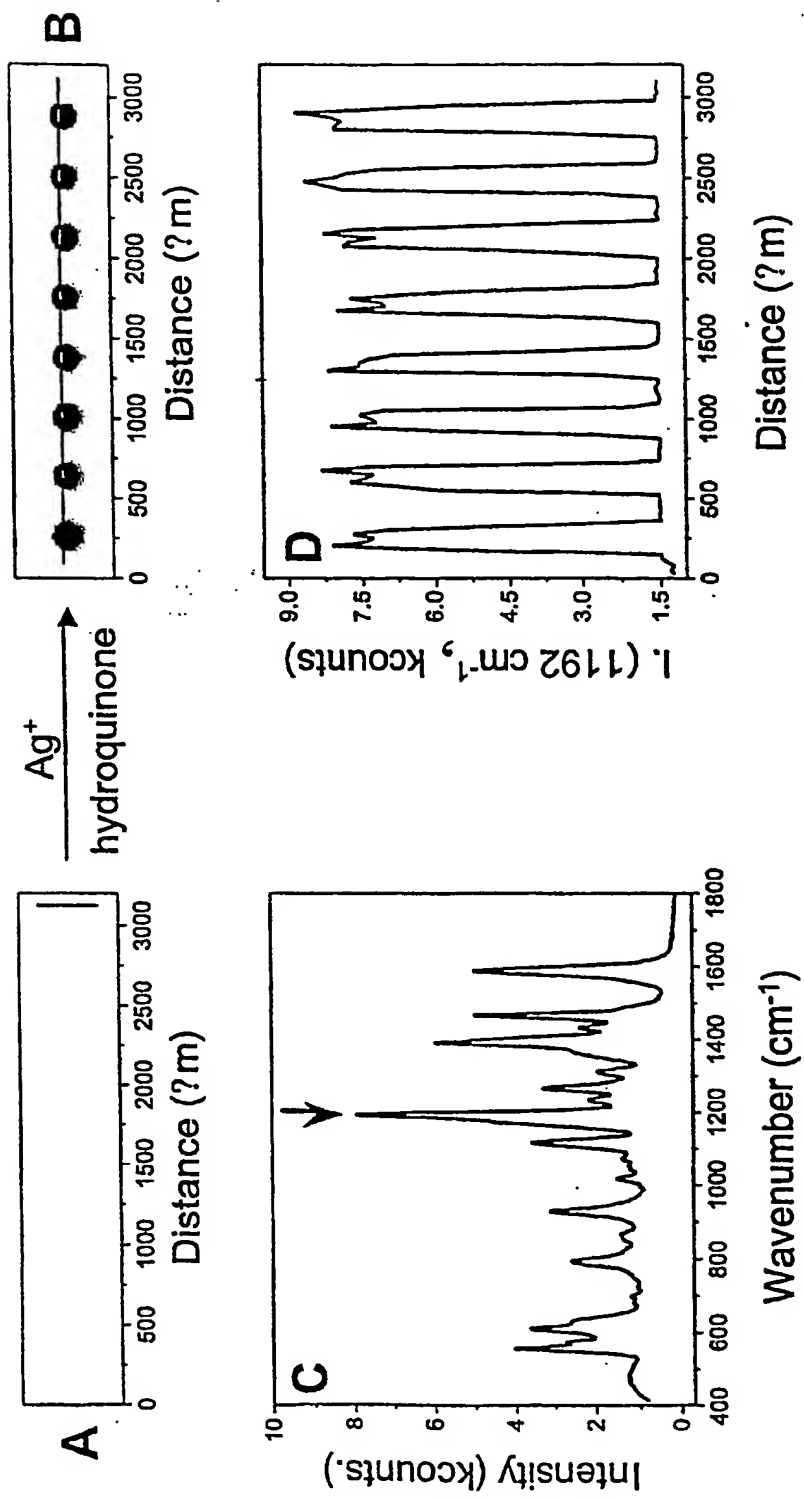 A
0 500 1000 1500 2000 2500 3000
Distance (?m)
Ag+
hydroquinone
B
0 500 1000 1500 2000 2500 3000
Distance (?m)
C
10
8
6
4
2
0
Intensity (kcounts.)
400 600 800 1000 1200 1400 1600 1800
Wavenumber (cm-1)
D
9.0
7.5
6.0
4.5
3.0
1.5
I. (1192 cm-1, kcounts)
0 500 1000 1500 2000 2500 3000
Distance (?m)